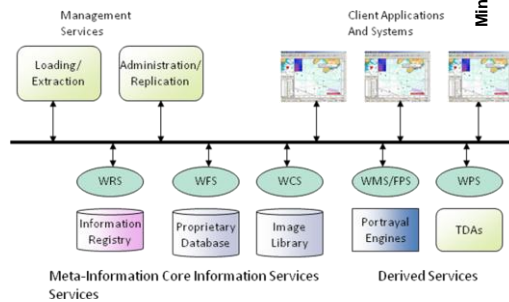 Management
Services
Client Applications
And Systems
Min
Loading/
Extraction
Administration/
Replication
WRS
WFS
WCS
WMS/FPS
WPS
Information
Registry
Proprietary
Database
Image
Library
Portrayal
Engines
TDAs
Meta-Information Core Information Services
Services
Derived Services